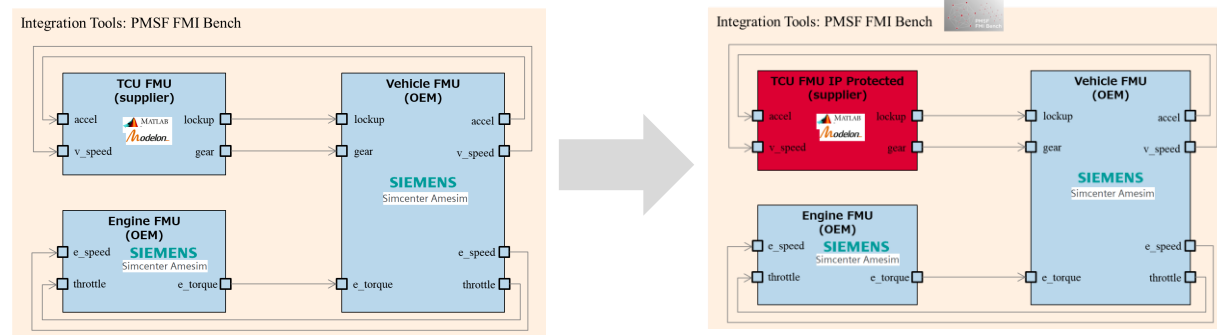 Integration Tools: PMSF FMI Bench
TCU FMU
(supplier)
accel
lockup
MATLAB
Modelon
v_speed
gear
Vehicle FMU
(OEM)
lockup
accel
gear
v_speed
SIEMENS
Simcenter Amesim
e_speed
e_torque
throttle
Engine FMU
(OEM)
e_speed
SIEMENS
Simcenter Amesim
throttle
e_torque
Integration Tools: PMSF FMI Bench
PMSF
FMI Bench
TCU FMU IP Protected
(supplier)
accel
lockup
MATLAB
Modelon
v_speed
gear
Vehicle FMU
(OEM)
lockup
accel
gear
v_speed
SIEMENS
Simcenter Amesim
e_speed
e_torque
throttle
Engine FMU
(OEM)
e_speed
SIEMENS
Simcenter Amesim
throttle
e_torque